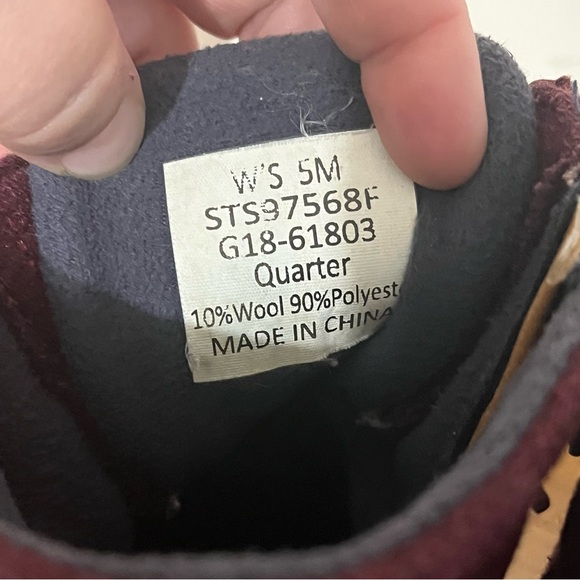 W'S 5M
STS97568F
G18-61803
Quarter
10%Wool 90%Polyest
MADE IN CHINA